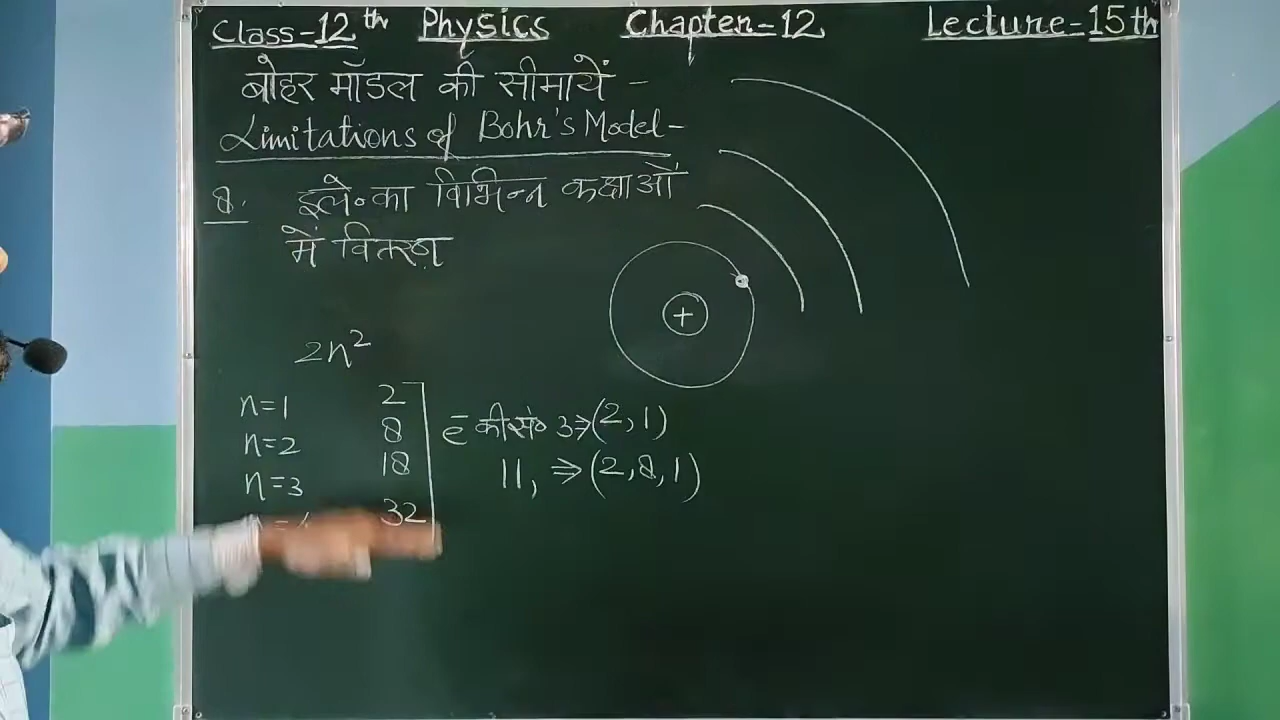 Class-12th Physics Chapter-12 Lecture-15th
बोहर मॉडल की सीमायें -
Limitations of Bohr's Model-
8. इले०का विभिन्न कक्षाओं
में वितरण
+
2n²
n=1 2
n=2 8
n=3 18
32
e⁻ की सं० 3⇒(2,1)
11, ⇒(2,8,1)